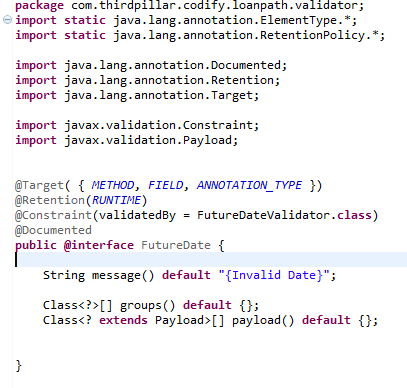 package com.thirdpillar.codify.loanpath.validator;
import static java.lang.annotation.ElementType.*;
import static java.lang.annotation.RetentionPolicy.*;
import java.lang.annotation.Documented;
import java.lang.annotation.Retention;
import java.lang.annotation.Target;
import javax.validation.Constraint;
import javax.validation.Payload;
@Target( { METHOD, FIELD, ANNOTATION_TYPE })
@Retention(RUNTIME)
@Constraint(validatedBy = FutureDateValidator.class)
@Documented
public @interface FutureDate {
String message() default "{Invalid Date}";
Class<?>[] groups() default {};
Class<? extends Payload>[] payload() default {};
}